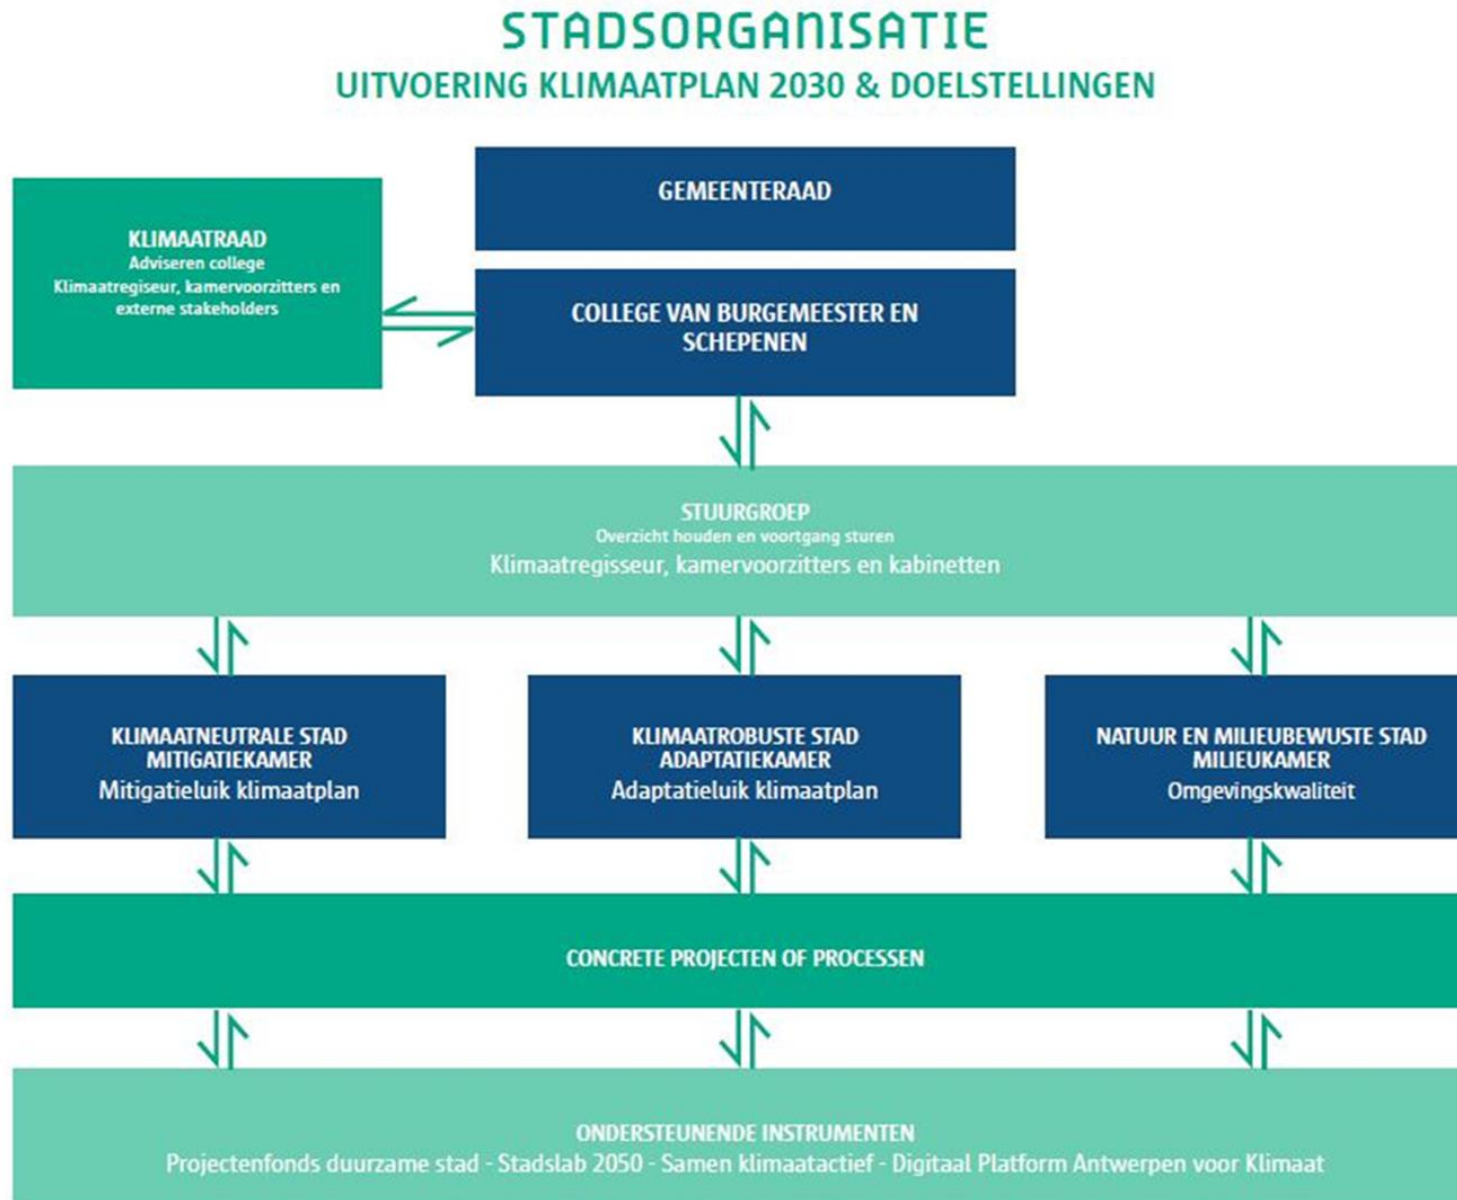 STADSORGANISATIE
UITVOERING KLIMAATPLAN 2030 & DOELSTELLINGEN
GEMEENTERAAD
KLIMAATRAAD
Adviseren college
Klimaatregiseur, kamervoorzitters en
externe stakeholders
COLLEGE VAN BURGEMEESTER EN
SCHEPENEN
STUURGROEP
Overzicht houden en voortgang sturen
Klimaatregisseur, kamervoorzitters en kabinetten
KLIMAATNEUTRALE STAD
MITIGATIEKAMER
Mitigatieluik klimaatplan
KLIMAATROBUSTE STAD
ADAPTATIEKAMER
Adaptatieluik klimaatplan
NATUUR EN MILIEUBEWUSTE STAD
MILIEUKAMER
Omgevingskwaliteit
CONCRETE PROJECTEN OF PROCESSEN
ONDERSTEUNENDE INSTRUMENTEN
Projectenfonds duurzame stad - Stadslab 2050 - Samen klimaatactief - Digitaal Platform Antwerpen voor Klimaat